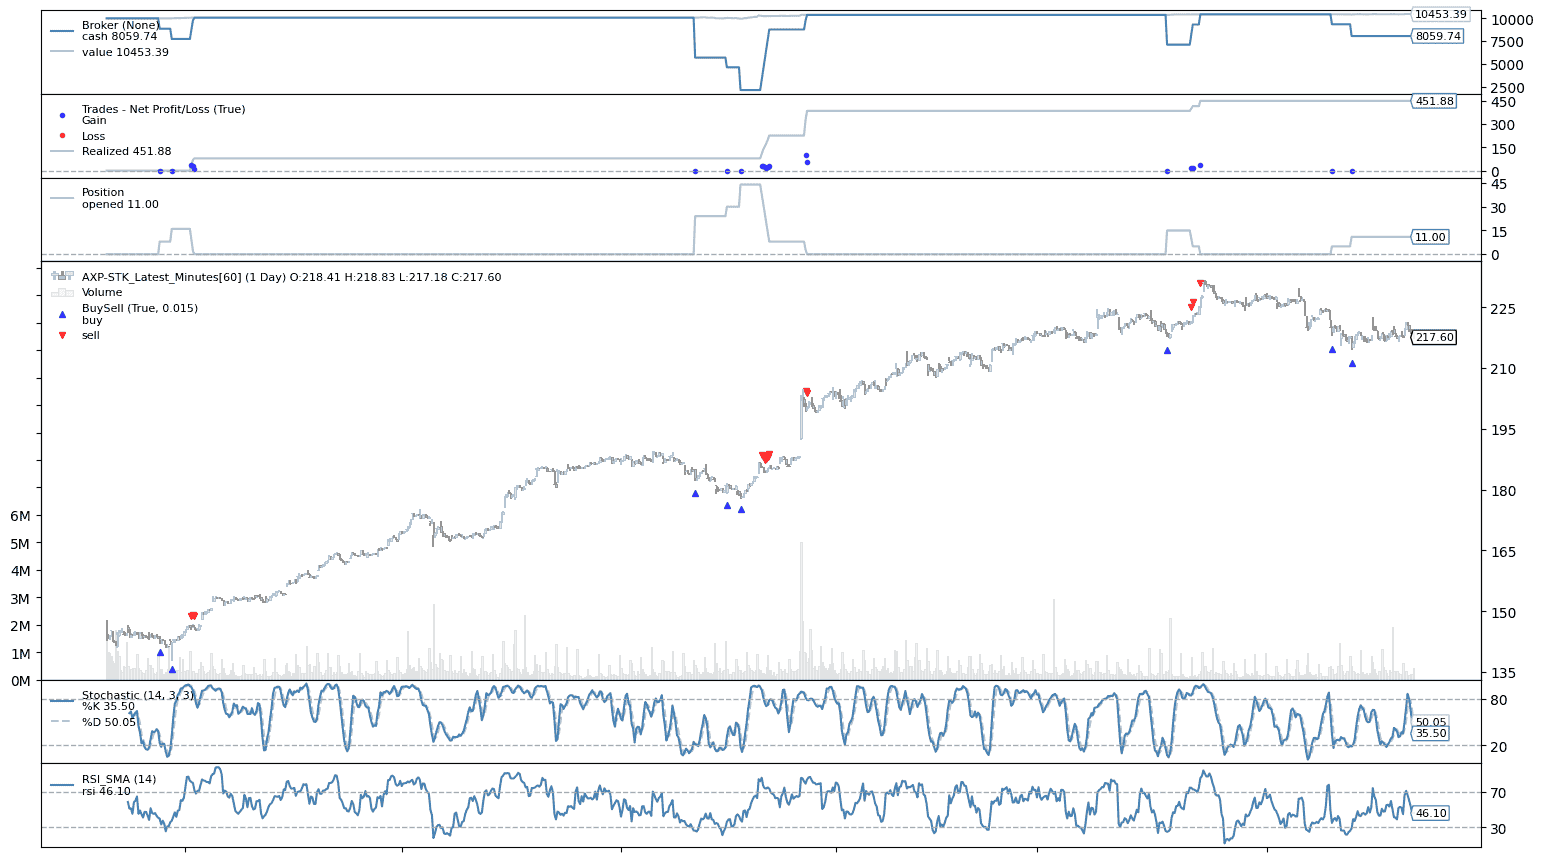 Broker (None)
cash 8059.74
value 10453.39
10453.39
10000
8059.74
7500
5000
2500
Trades - Net Profit/Loss (True)
Gain
Loss
Realized 451.88
451.88
450
300
150
0
Position
opened 11.00
45
30
15
11.00
0
AXP-STK_Latest_Minutes[60] (1 Day) O:218.41 H:218.83 L:217.18 C:217.60
Volume
BuySell (True, 0.015)
buy
sell
225
217.60
210
195
180
165
150
135
6M
5M
4M
3M
2M
1M
0M
Stochastic (14, 3, 3)
%K 35.50
%D 50.05
80
50.05
35.50
20
RSI_SMA (14)
rsi 46.10
70
46.10
30